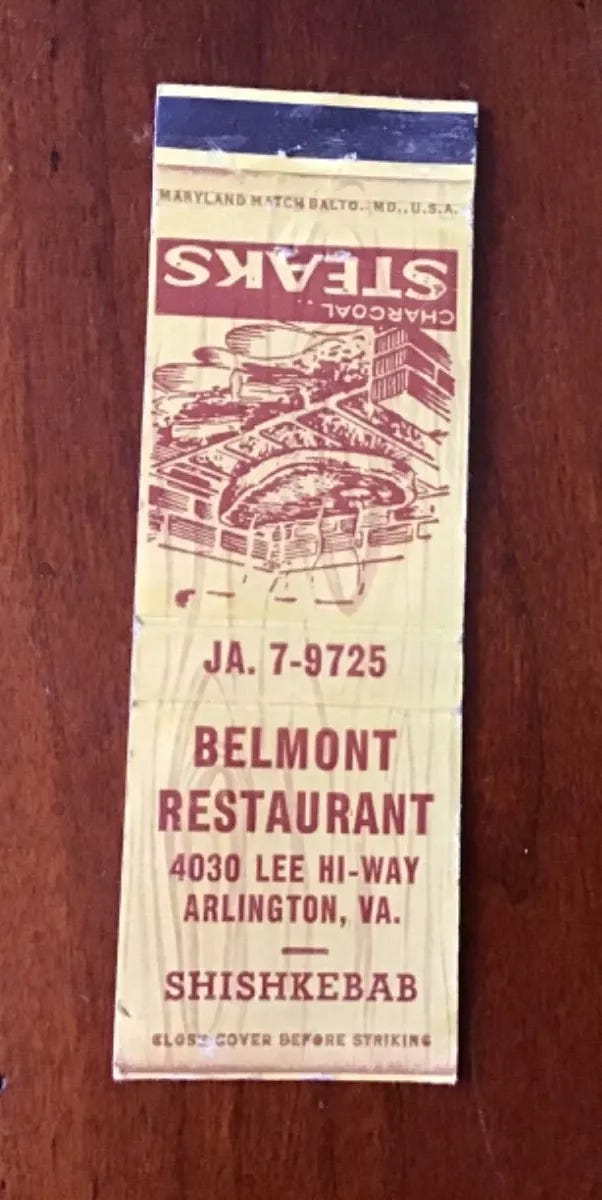 MARYLAND MATCH BALTO., MD., U.S.A.
CHARCOAL..
STEAKS
JA. 7-9725
BELMONT
RESTAURANT
4030 LEE HI-WAY
ARLINGTON, VA.
SHISHKEBAB
CLOSE COVER BEFORE STRIKING